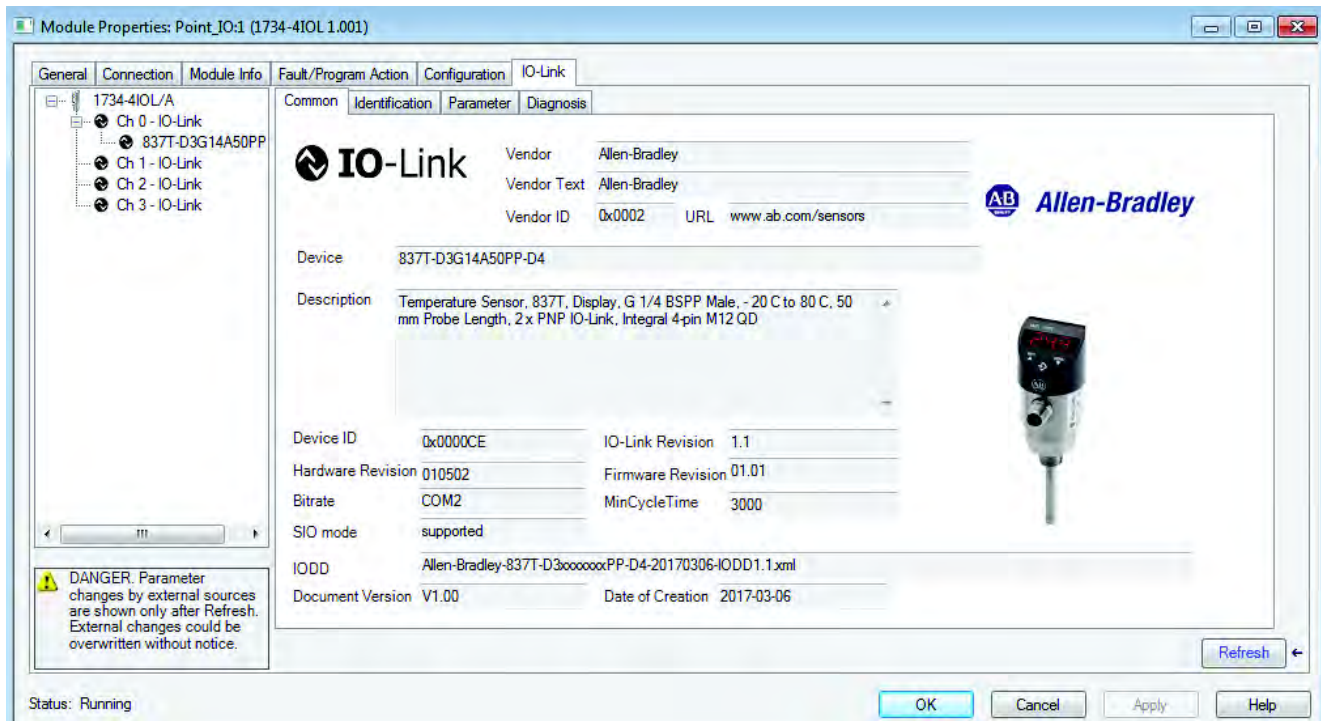 Module Properties: Point_IO:1 (1734-4IOL 1.001)
General Connection Module Info Fault/Program Action Configuration IO-Link
1734-4IOL/A
Ch 0 - IO-Link
837T-D3G14A50PP
Ch 1 - IO-Link
Ch 2 - IO-Link
Ch 3 - IO-Link
DANGER. Parameter
changes by external sources
are shown only after Refresh.
External changes could be
overwritten without notice.
Common Identification Parameter Diagnosis
IO-Link
Vendor Allen-Bradley
Vendor Text Allen-Bradley
Vendor ID 0x0002 URL www.ab.com/sensors
AB Allen-Bradley
Device 837T-D3G14A50PP-D4
Description Temperature Sensor, 837T, Display, G 1/4 BSPP Male, - 20 C to 80 C, 50
mm Probe Length, 2 x PNP IO-Link, Integral 4-pin M12 QD
Device ID 0x0000CE IO-Link Revision 1.1
Hardware Revision 010502 Firmware Revision 01.01
Bitrate COM2 MinCycleTime 3000
SIO mode supported
IODD Allen-Bradley-837T-D3xxxxxxxPP-D4-20170306-IODD1.1.xml
Document Version V1.00 Date of Creation 2017-03-06
Refresh
Status: Running
OK Cancel Apply Help